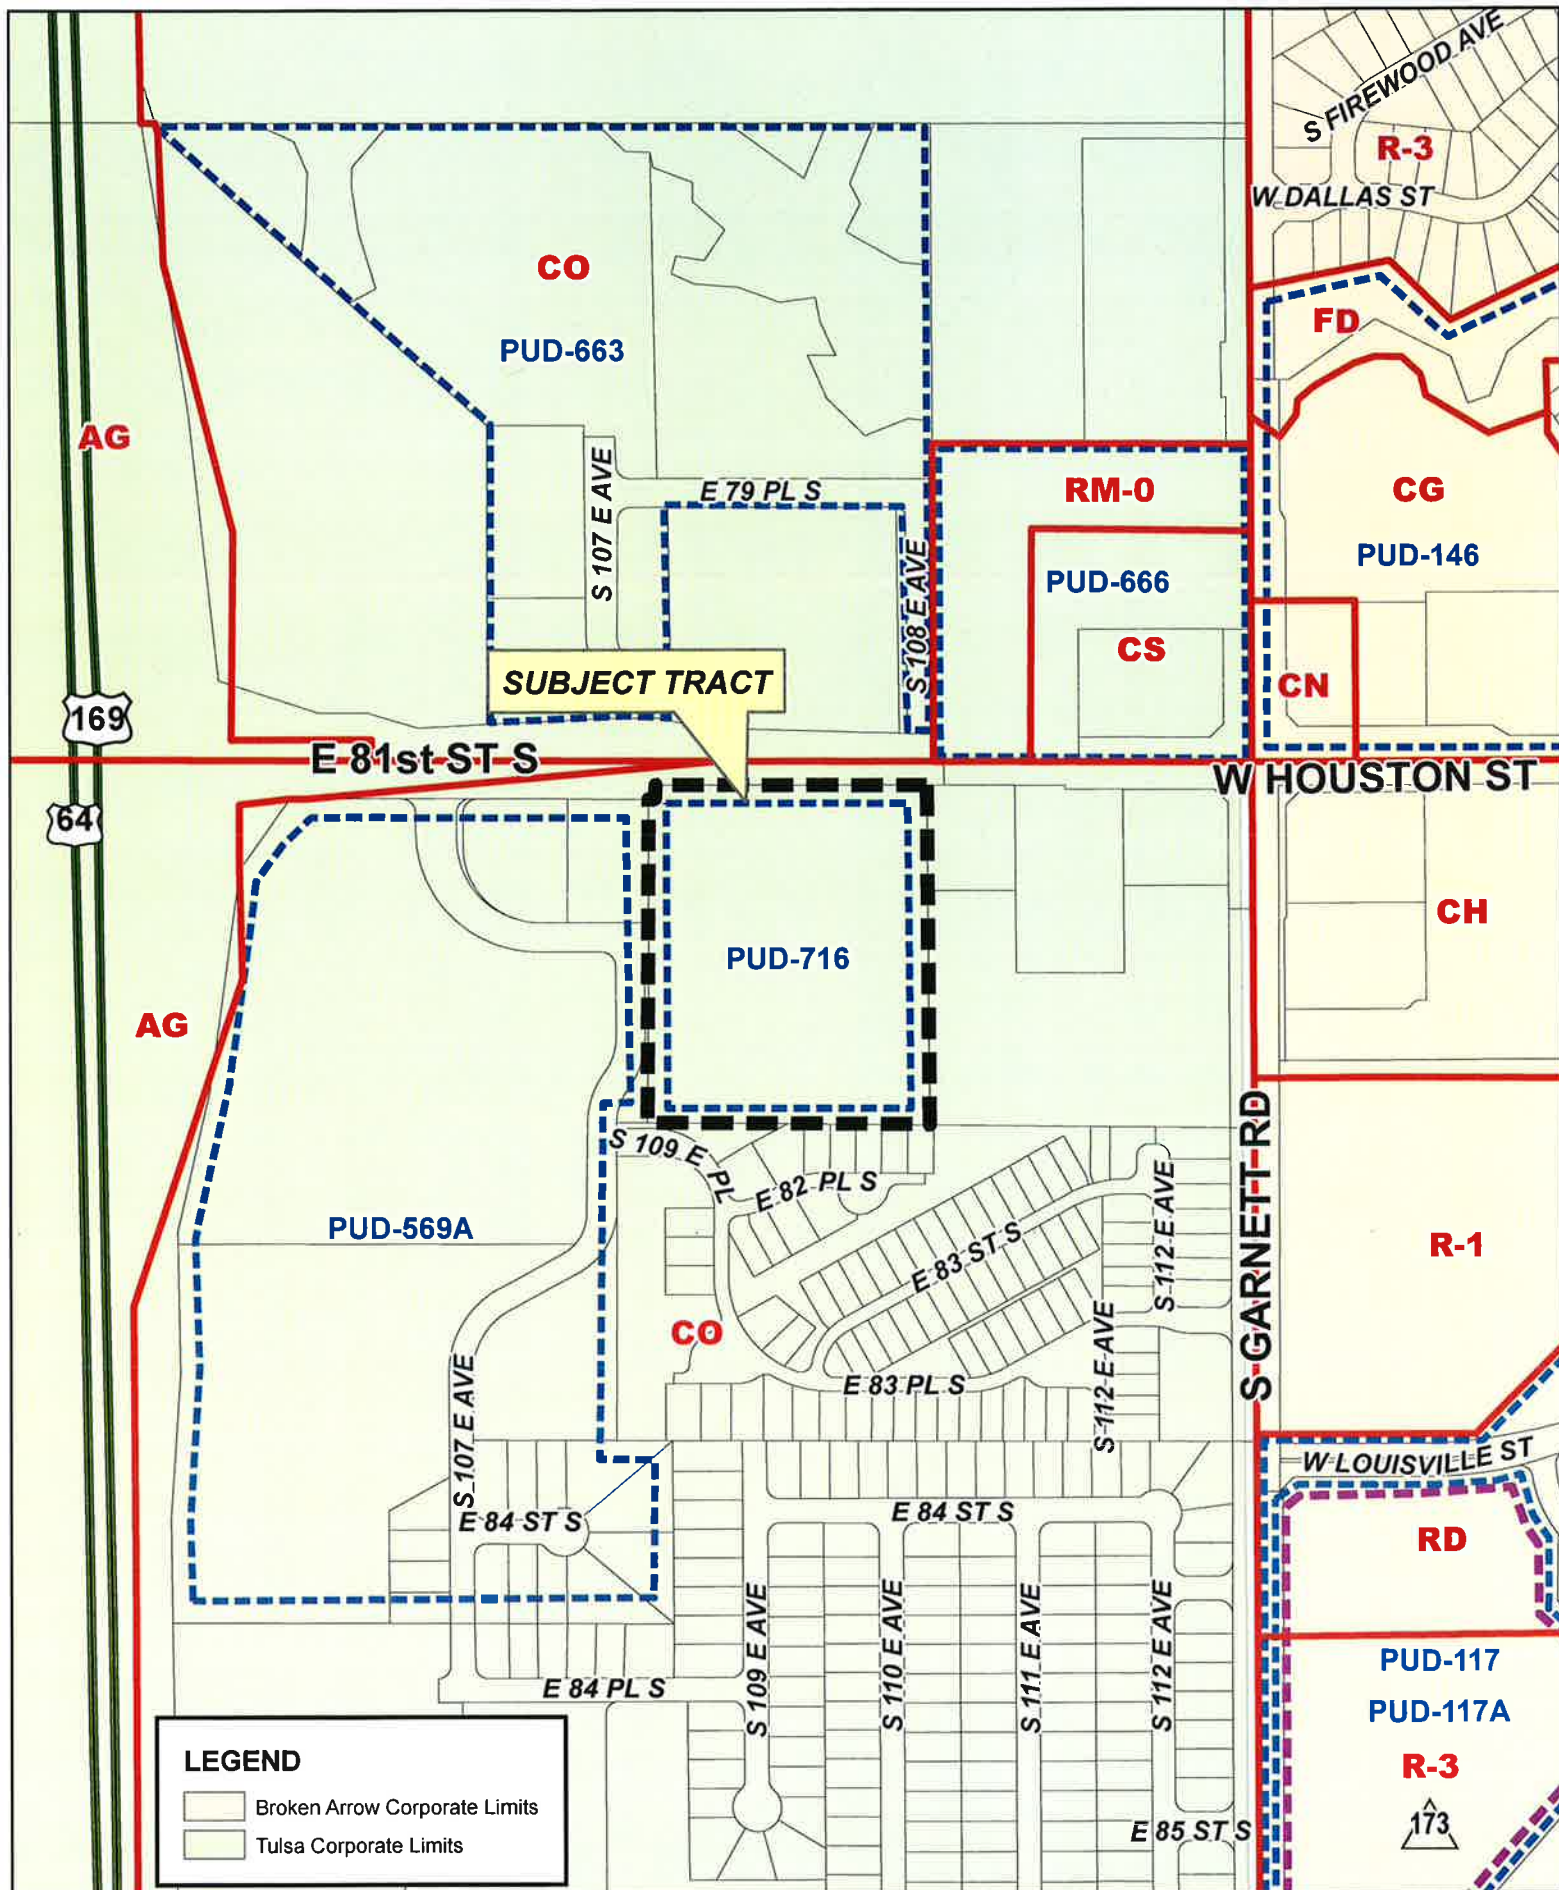 S FIREWOOD AVE
R-3
W DALLAS ST
CO
FD
PUD-663
AG
S 107 E AVE
E 79 PL S
RM-0
CG
S 108 E AVE
PUD-666
PUD-146
CS
SUBJECT TRACT
CN
169
E 81st ST S
W HOUSTON ST
64
CH
PUD-716
AG
S 109 E PL
E 82 PL S
S 112 E AVE
S GARNETT RD
PUD-569A
E 83 ST S
R-1
CO
S 112 E AVE
E 83 PL S
S 107 E AVE
W LOUISVILLE ST
E 84 ST S
E 84 ST S
RD
S 109 E AVE
S 110 E AVE
S 111 E AVE
S 112 E AVE
PUD-117
E 84 PL S
PUD-117A
R-3
173
E 85 ST S
LEGEND
Broken Arrow Corporate Limits
Tulsa Corporate Limits